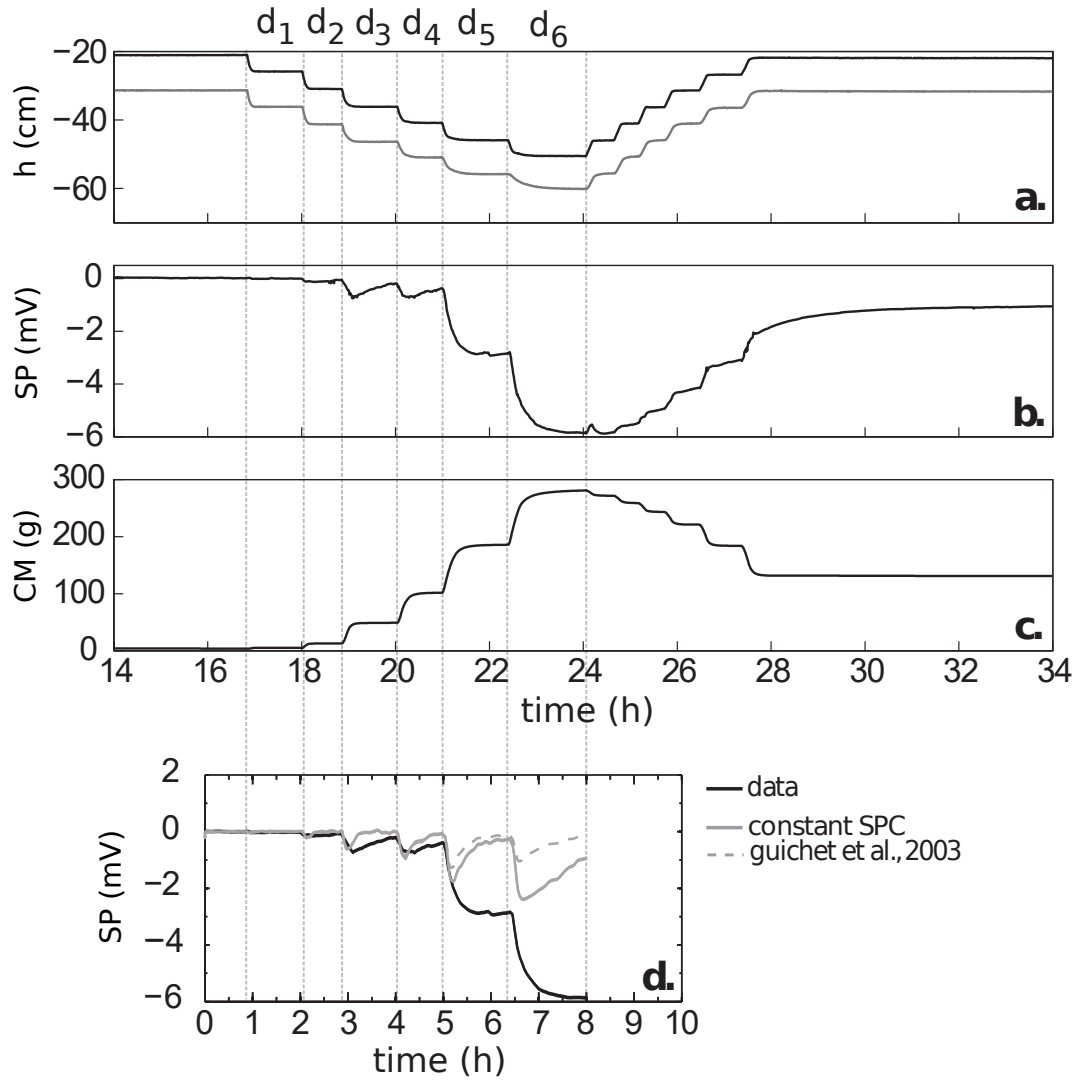 d1 d2 d3 d4 d5 d6
−20
−40
−60
h (cm)
a.
0
−2
−4
−6
SP (mV)
b.
300
200
100
0
CM (g)
c.
14 16 18 20 22 24 26 28 30 32 34
time (h)
2
0
−2
−4
−6
SP (mV)
d.
0 1 2 3 4 5 6 7 8 9 10
time (h)
data
constant SPC
guichet et al., 2003